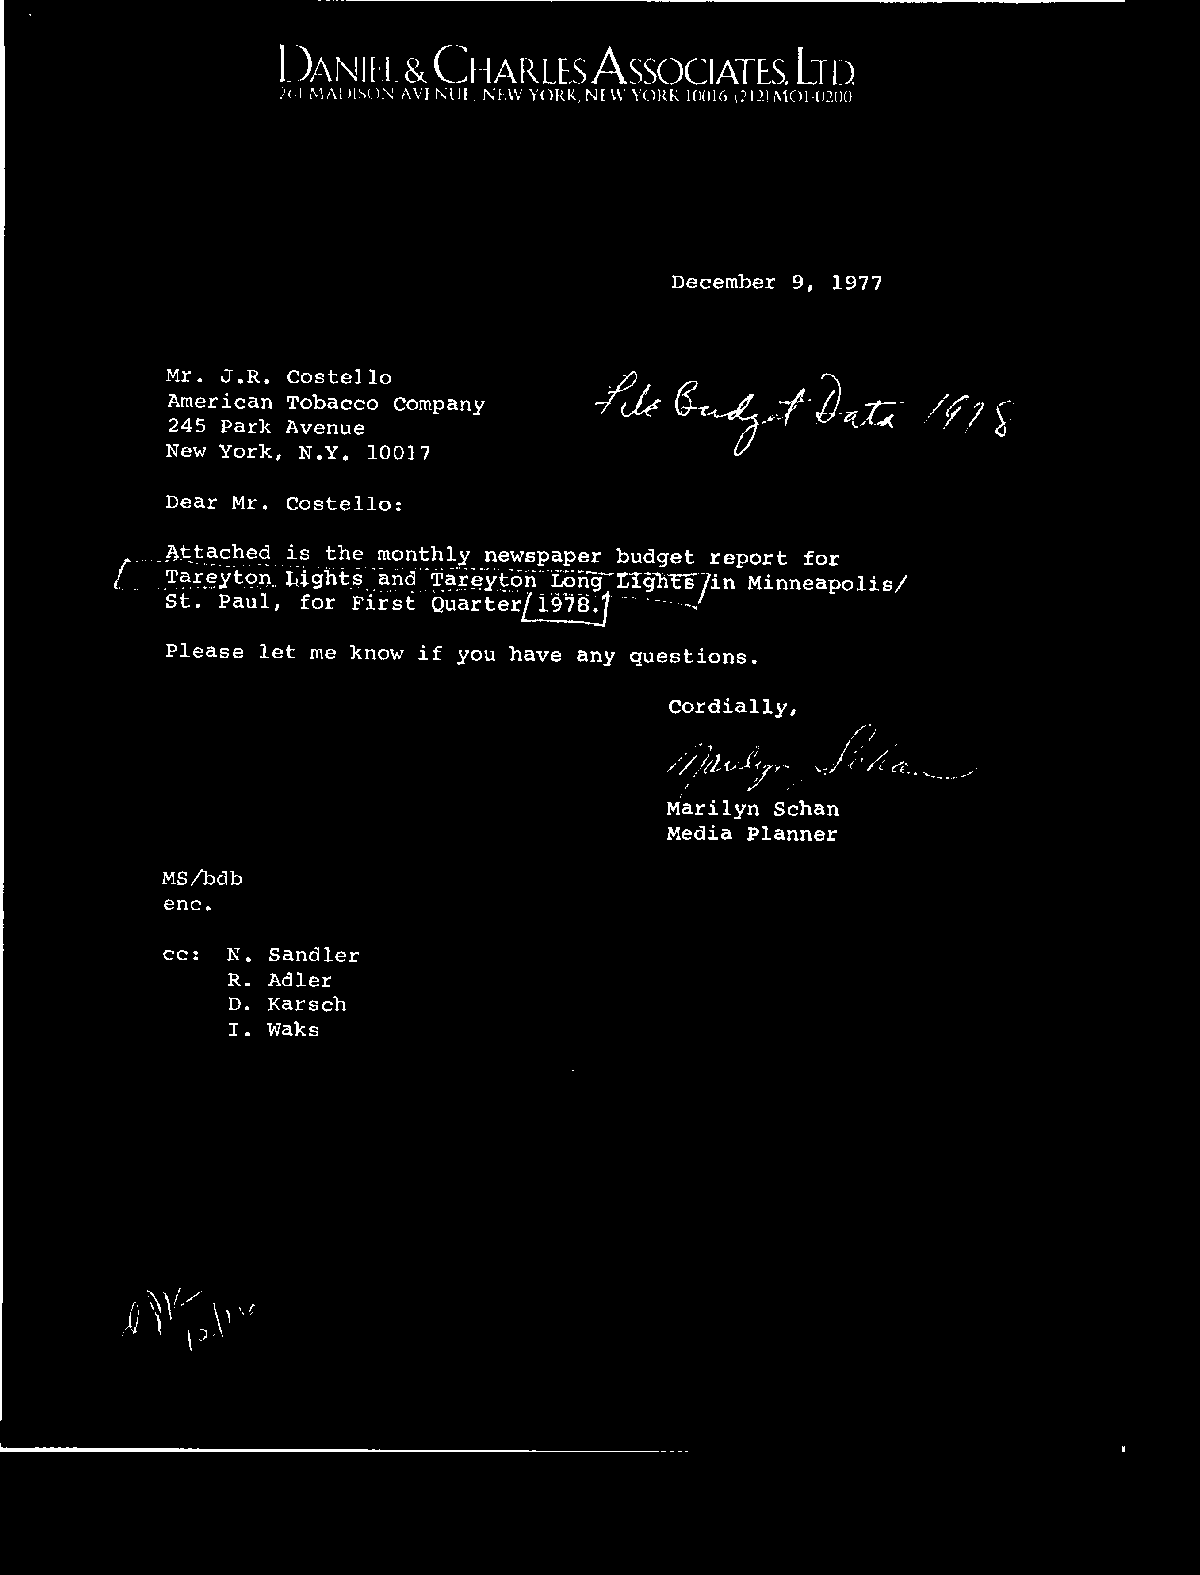 DANIEL & CHARLES ASSOCIATES, LTD.
261 MADISON AVENUE, NEW YORK, NEW YORK 10016 (212) MO1-0200
December 9, 1977
Mr. J.R. Costello
American Tobacco Company
245 Park Avenue
New York, N.Y. 10017
File Budget Data 1978
Dear Mr. Costello:
Attached is the monthly newspaper budget report for
Tareyton Lights and Tareyton Long Lights in Minneapolis/
St. Paul, for First Quarter 1978.
Please let me know if you have any questions.
Cordially,
Marilyn Schan
Marilyn Schan
Media Planner
MS/bdb
enc.
cc: N. Sandler
R. Adler
D. Karsch
I. Waks